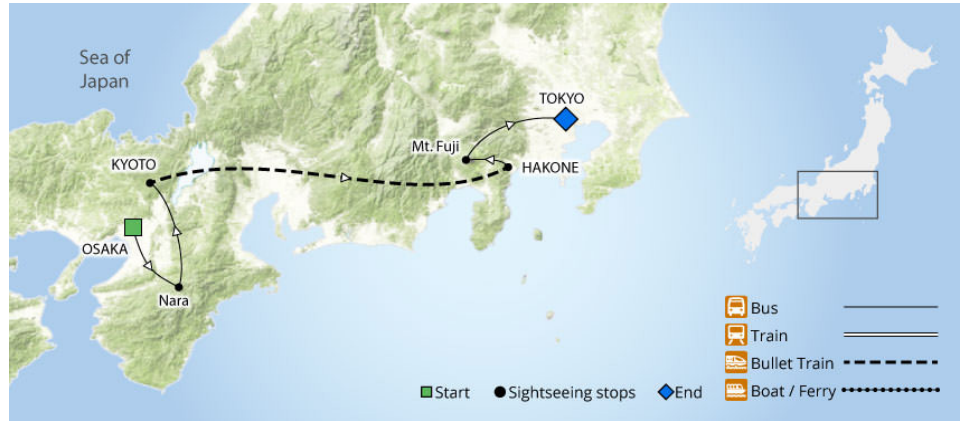 Sea of
Japan
TOKYO
Mt. Fuji
HAKONE
KYOTO
OSAKA
Nara
Bus
Train
Bullet Train
Boat / Ferry
Start
Sightseeing stops
End